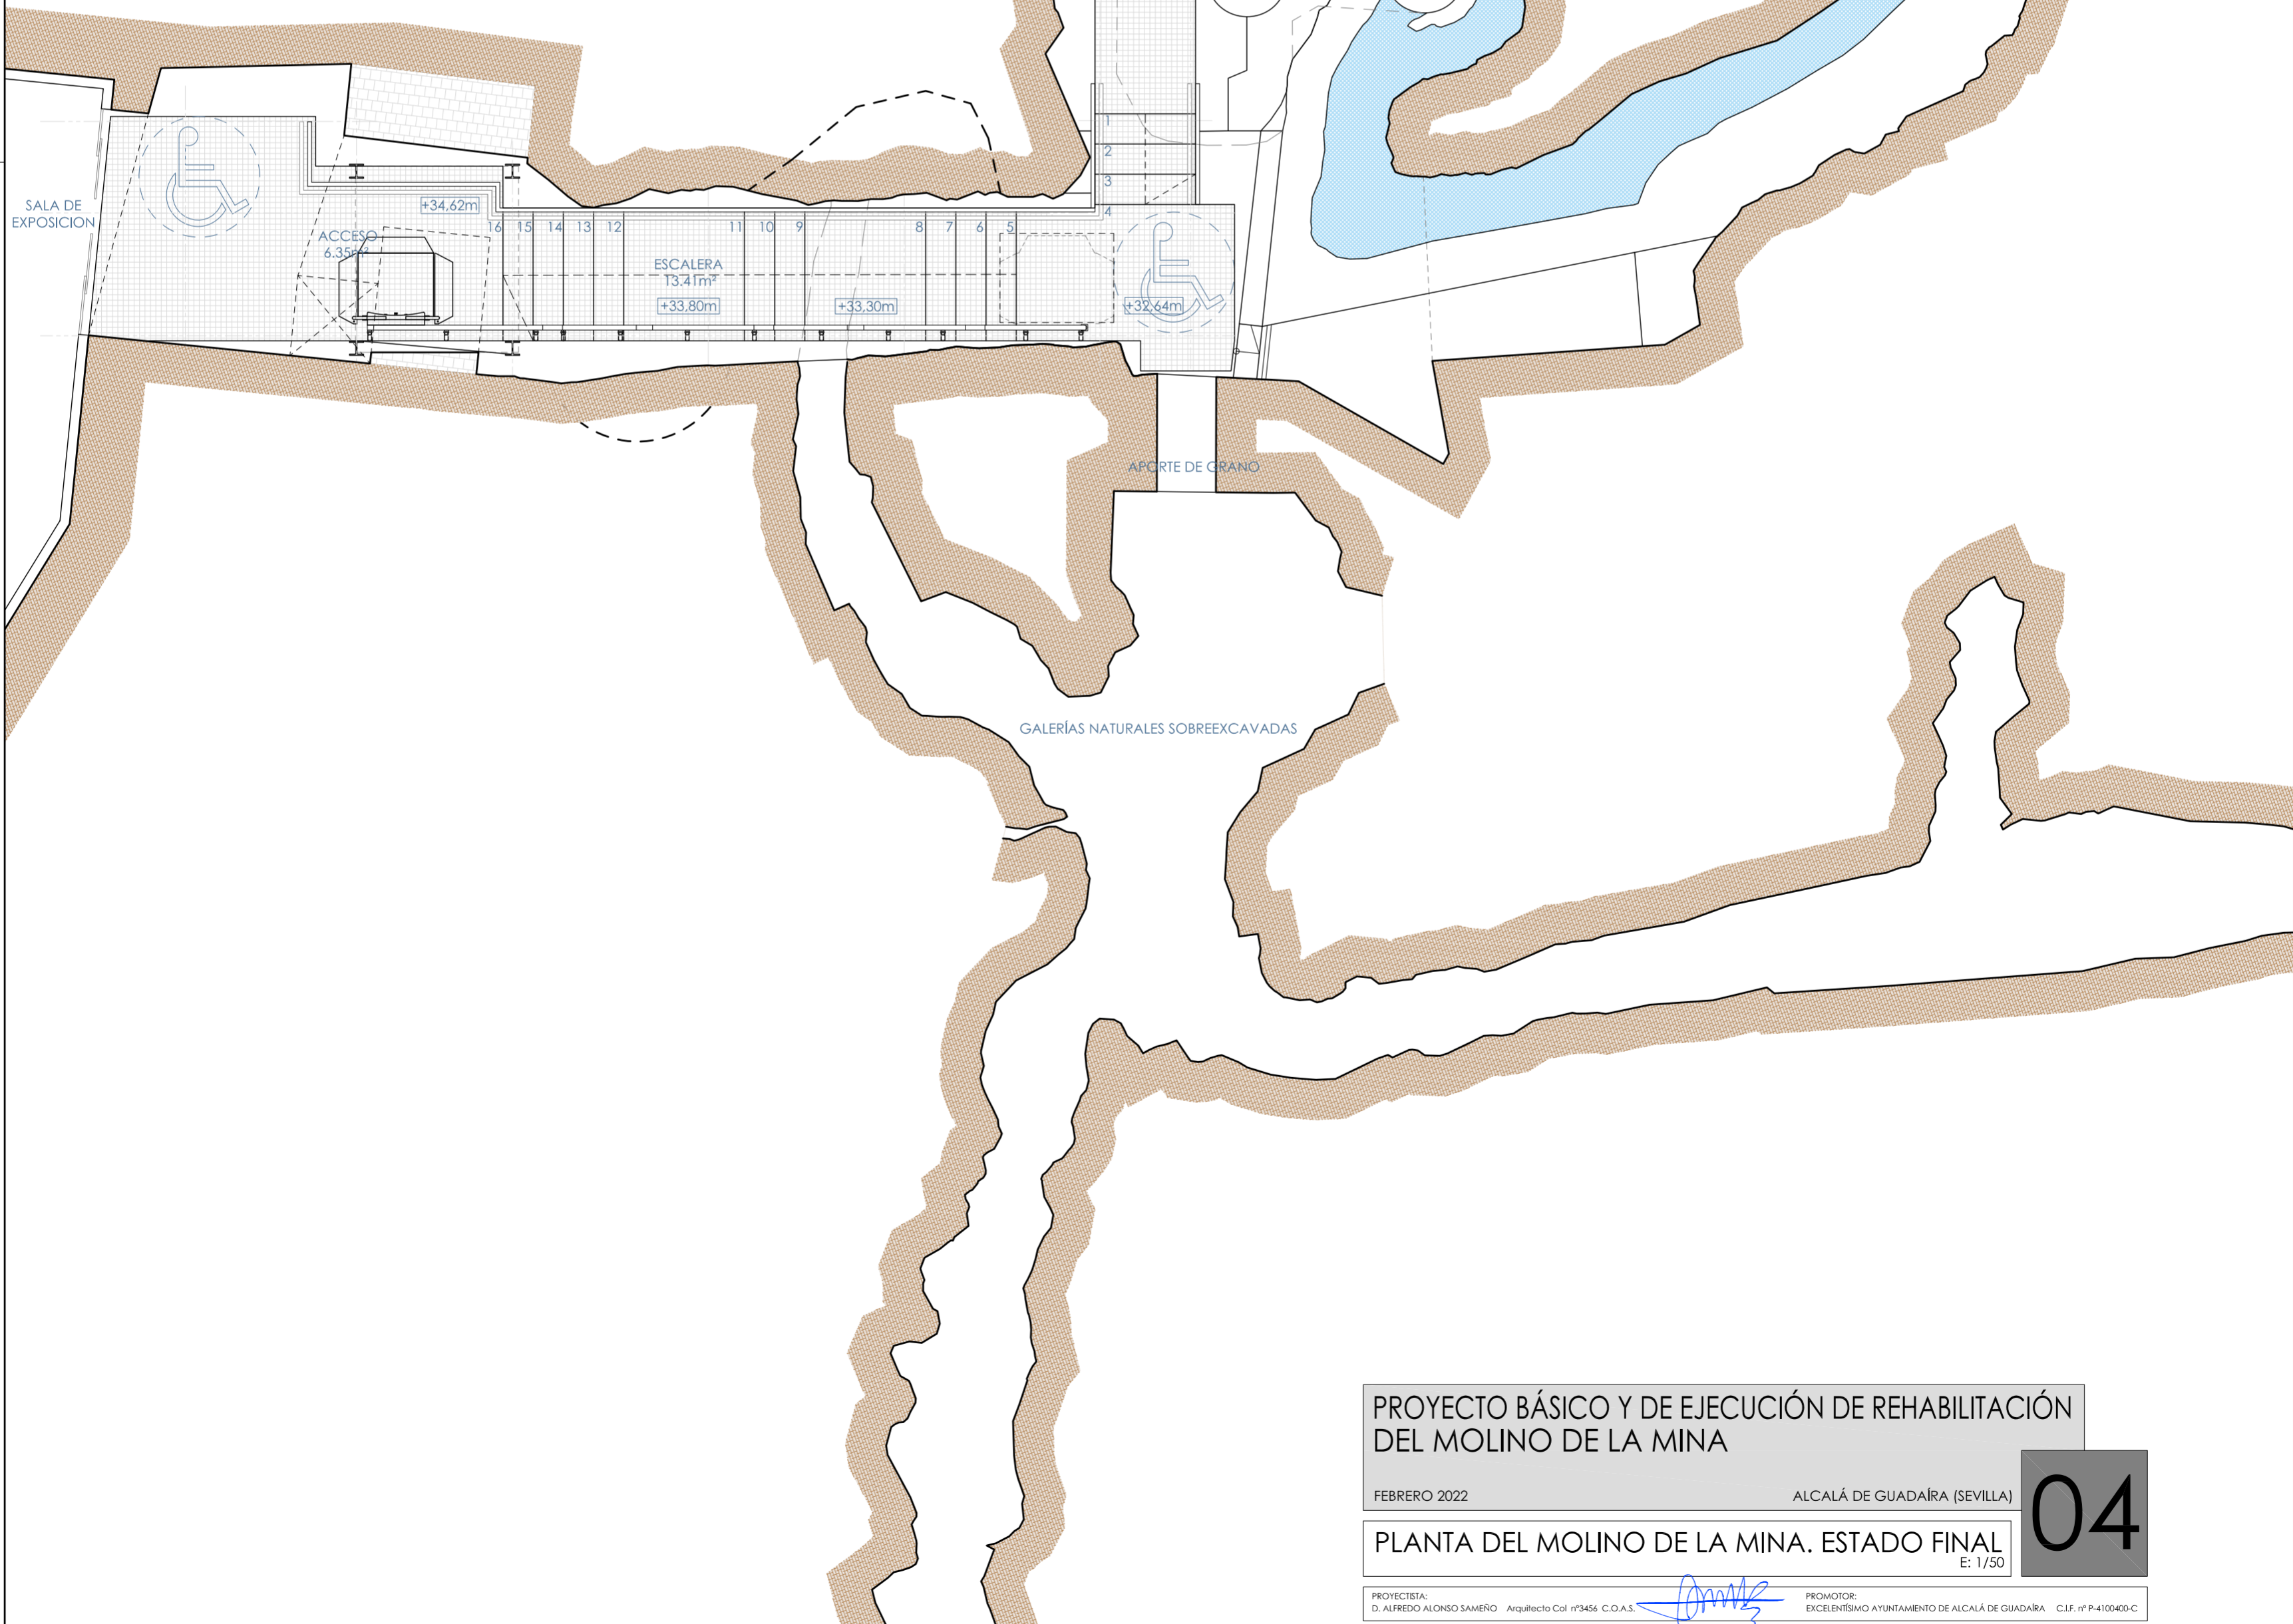 SALA DE
EXPOSICION
ACCESO
6.35m²
+34,62m
16 15 14 13 12 11 10 9 8 7 6 5
1
2
3
4
ESCALERA
13.41m²
+33,80m
+33,30m
+32,64m
APORTE DE GRANO
GALERÍAS NATURALES SOBREEXCAVADAS
PROYECTO BÁSICO Y DE EJECUCIÓN DE REHABILITACIÓN
DEL MOLINO DE LA MINA
FEBRERO 2022 ALCALÁ DE GUADAÍRA (SEVILLA)
04
PLANTA DEL MOLINO DE LA MINA. ESTADO FINAL
E: 1/50
PROYECTISTA:
D. ALFREDO ALONSO SAMEÑO Arquitecto Col nº3456 C.O.A.S.
PROMOTOR:
EXCELENTÍSIMO AYUNTAMIENTO DE ALCALÁ DE GUADAÍRA C.I.F. nº P-4100400-C